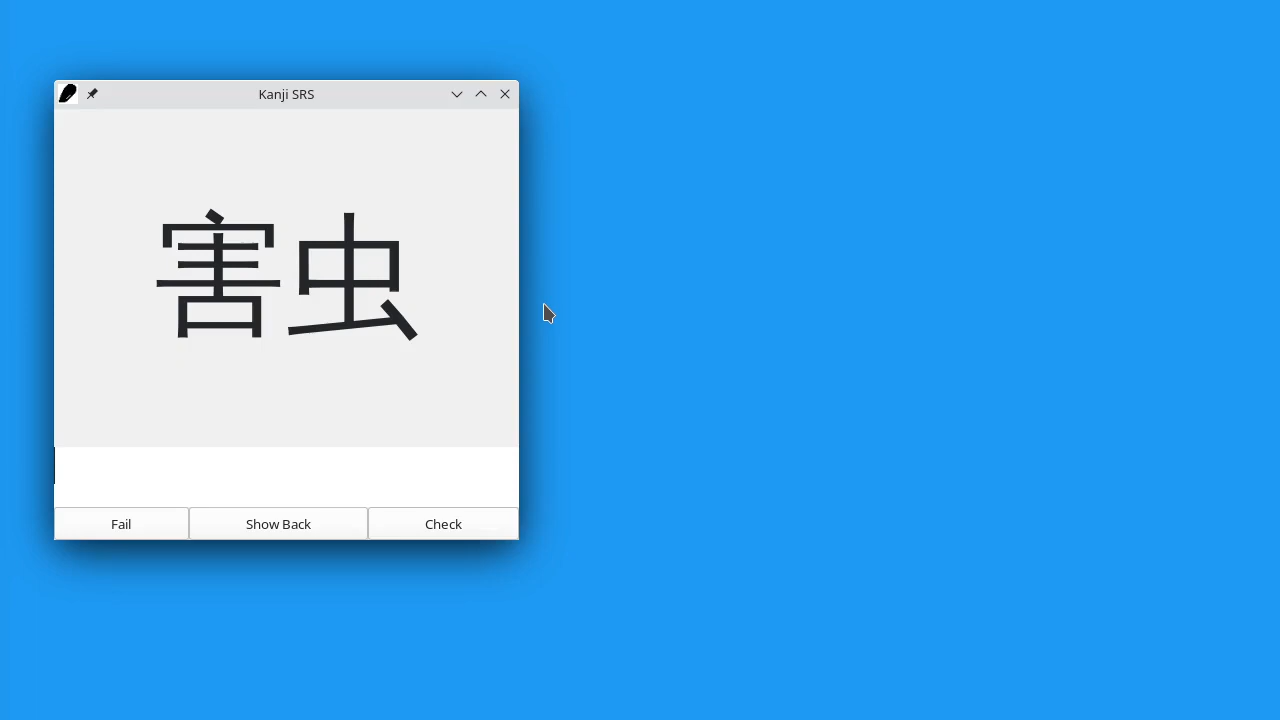 Kanji SRS
害虫
Fail
Show Back
Check